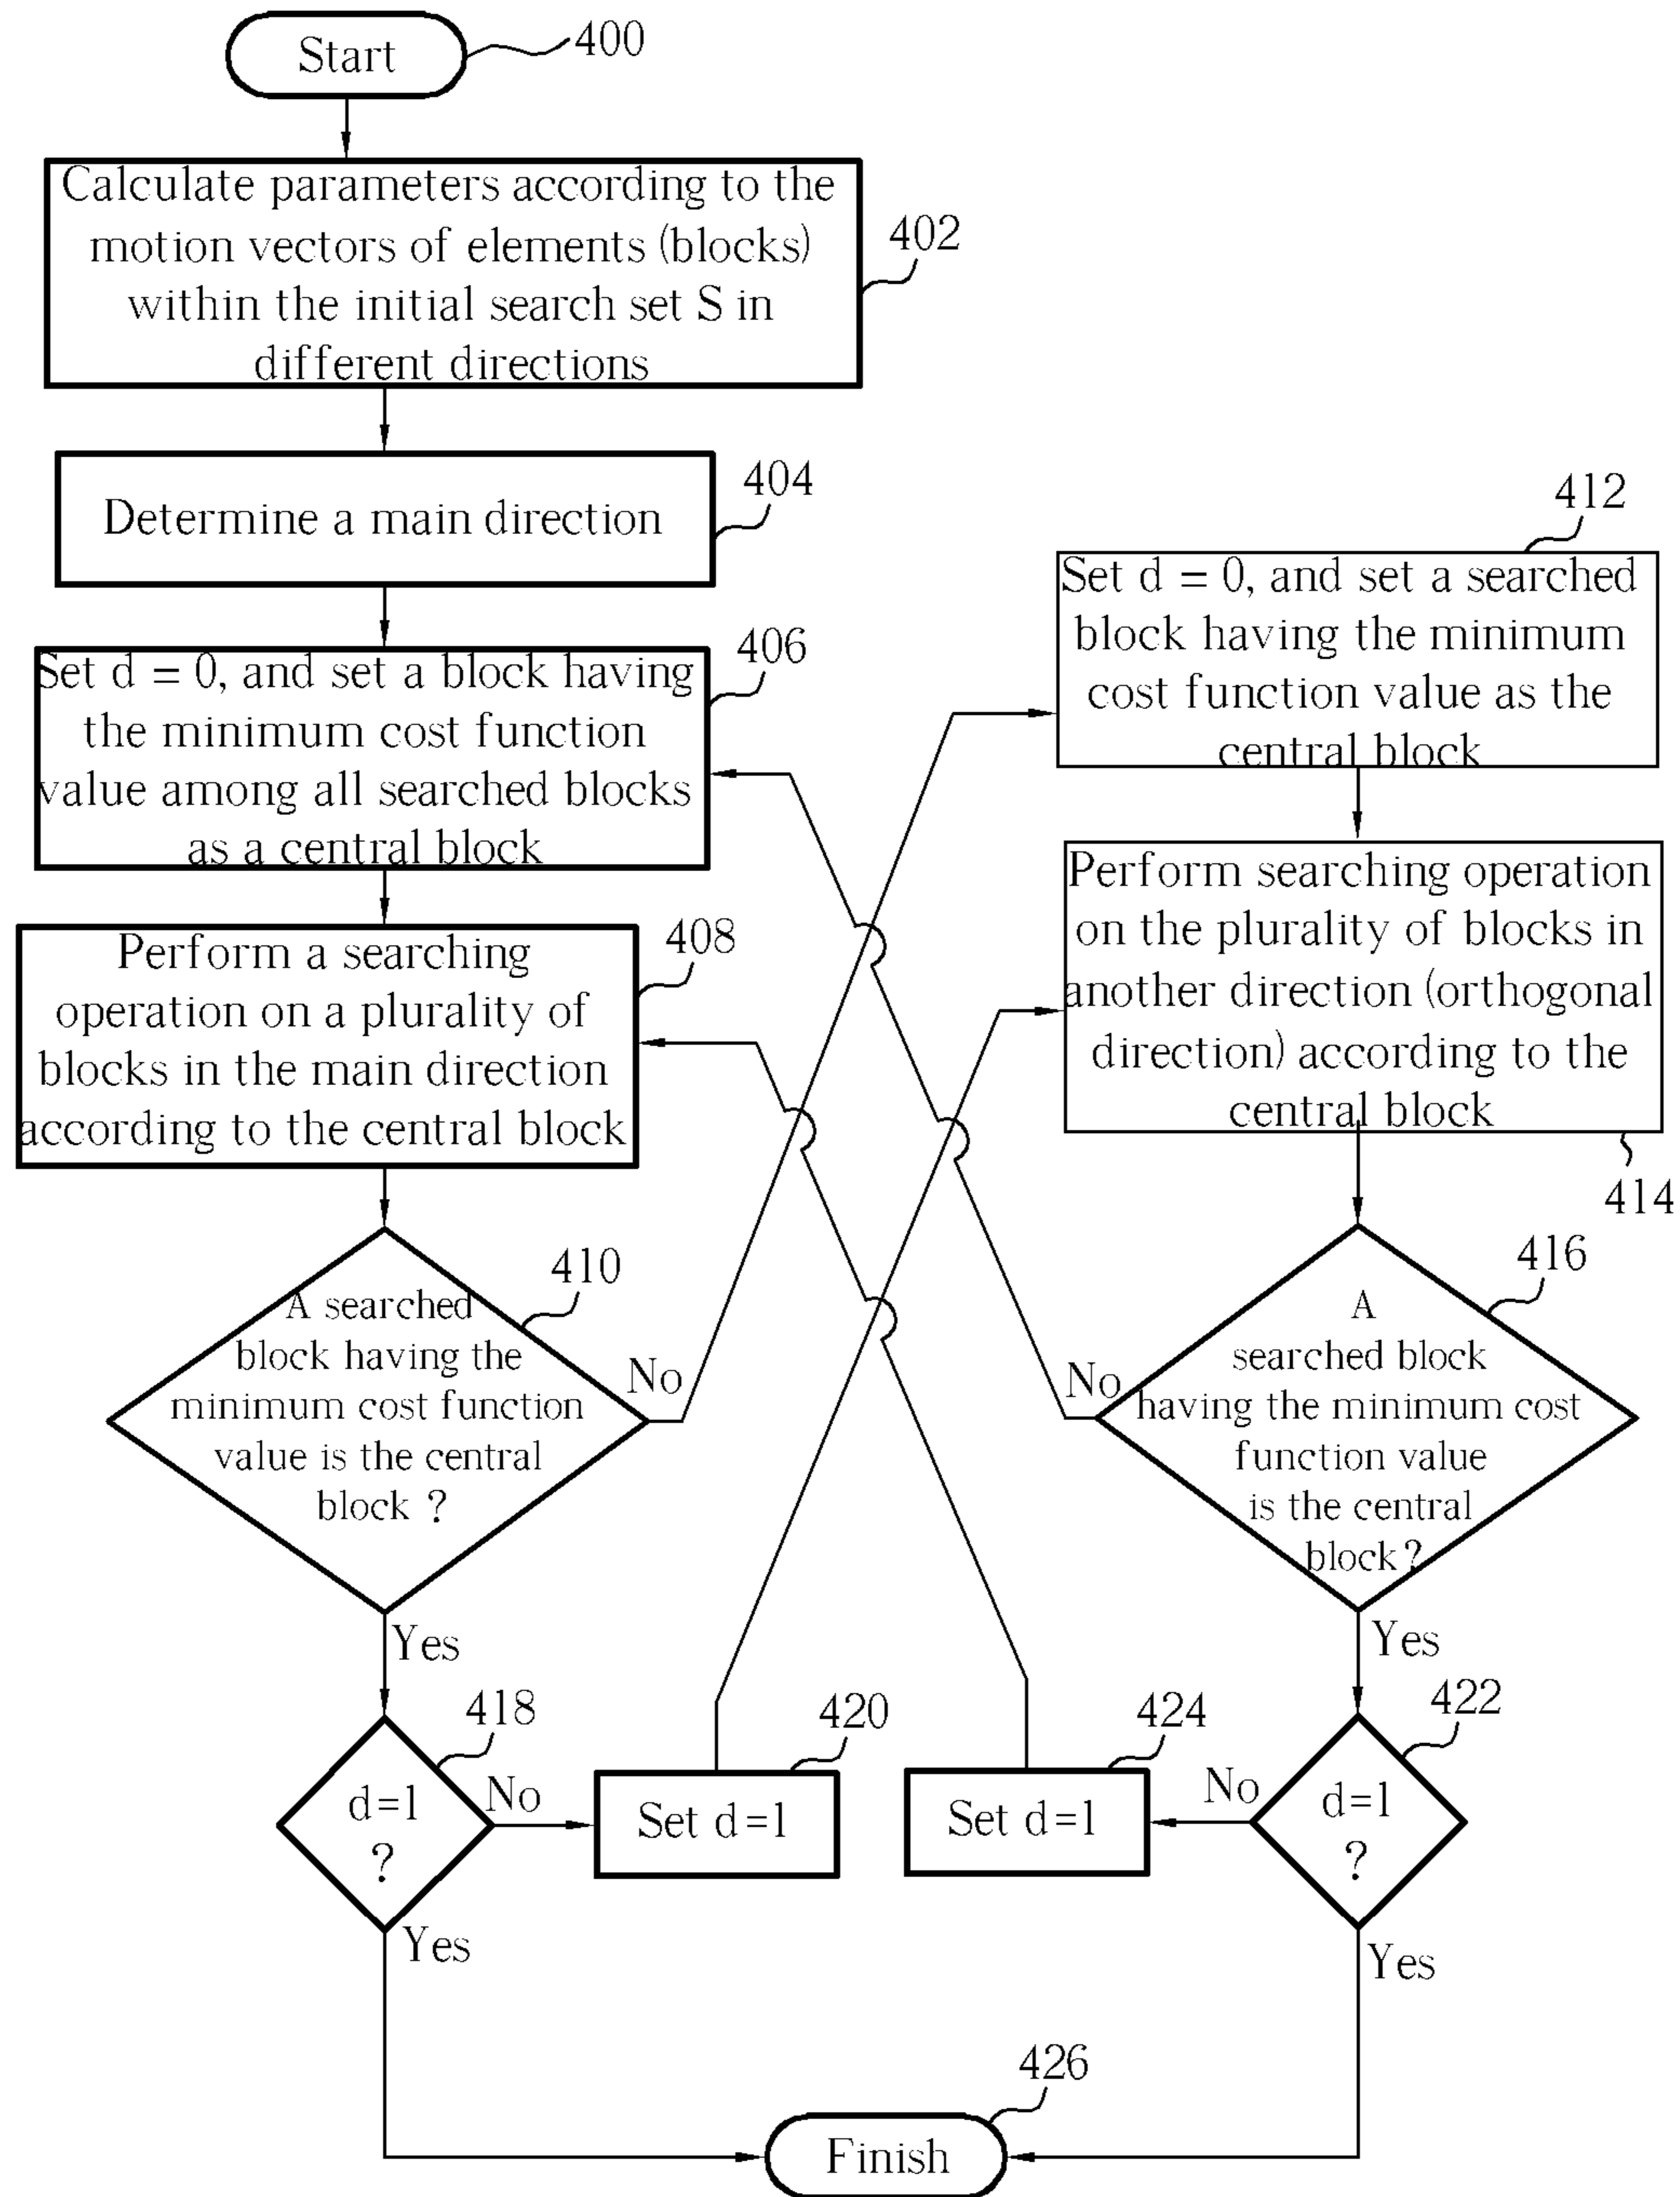 Start
400
Calculate parameters according to the
motion vectors of elements (blocks)
within the initial search set S in
different directions
402
Determine a main direction
404
Set d = 0, and set a block having
the minimum cost function
value among all searched blocks
as a central block
406
Perform a searching
operation on a plurality of
blocks in the main direction
according to the central block
408
A searched
block having the
minimum cost function
value is the central
block ?
410
No
Yes
d=1
?
418
No
Yes
Set d=1
420
412
Set d = 0, and set a searched
block having the minimum
cost function value as the
central block
Perform searching operation
on the plurality of blocks in
another direction (orthogonal
direction) according to the
central block
414
A
searched block
having the minimum cost
function value
is the central
block?
416
No
Yes
d=1
?
422
No
Yes
Set d=1
424
Finish
426